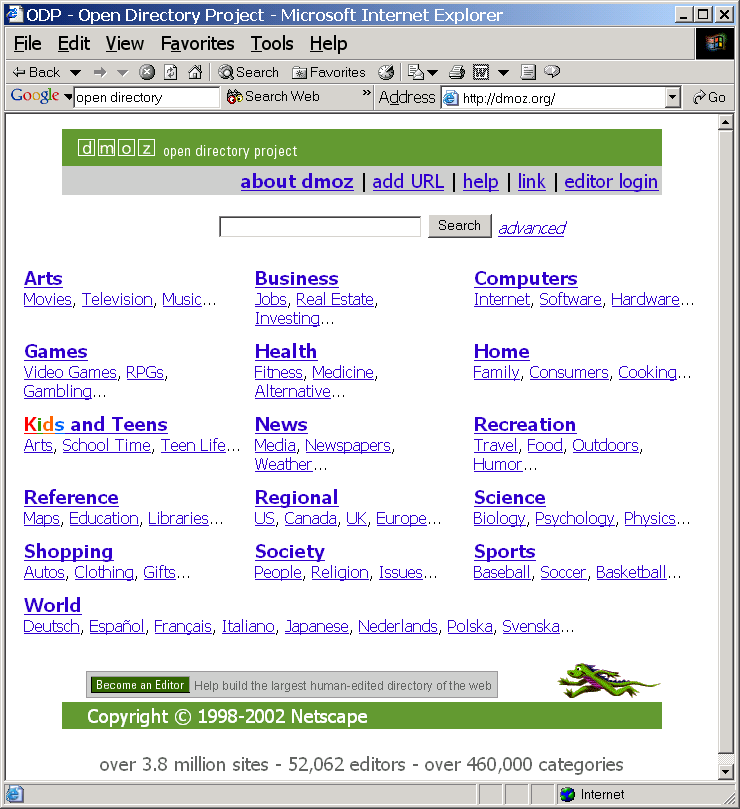 ODP - Open Directory Project - Microsoft Internet Explorer
File Edit View Favorites Tools Help
Back Search Favorites
Google open directory Search Web » Address http://dmoz.org/ Go
dmoz open directory project
about dmoz | add URL | help | link | editor login
Search advanced
Arts Business Computers
Movies, Television, Music... Jobs, Real Estate, Internet, Software, Hardware...
Investing...
Games Health Home
Video Games, RPGs, Fitness, Medicine, Family, Consumers, Cooking...
Gambling... Alternative...
Kids and Teens News Recreation
Arts, School Time, Teen Life... Media, Newspapers, Travel, Food, Outdoors,
Weather... Humor...
Reference Regional Science
Maps, Education, Libraries... US, Canada, UK, Europe... Biology, Psychology, Physics...
Shopping Society Sports
Autos, Clothing, Gifts... People, Religion, Issues... Baseball, Soccer, Basketball...
World
Deutsch, Español, Français, Italiano, Japanese, Nederlands, Polska, Svenska...
Become an Editor Help build the largest human-edited directory of the web
Copyright © 1998-2002 Netscape
over 3.8 million sites - 52,062 editors - over 460,000 categories
Internet